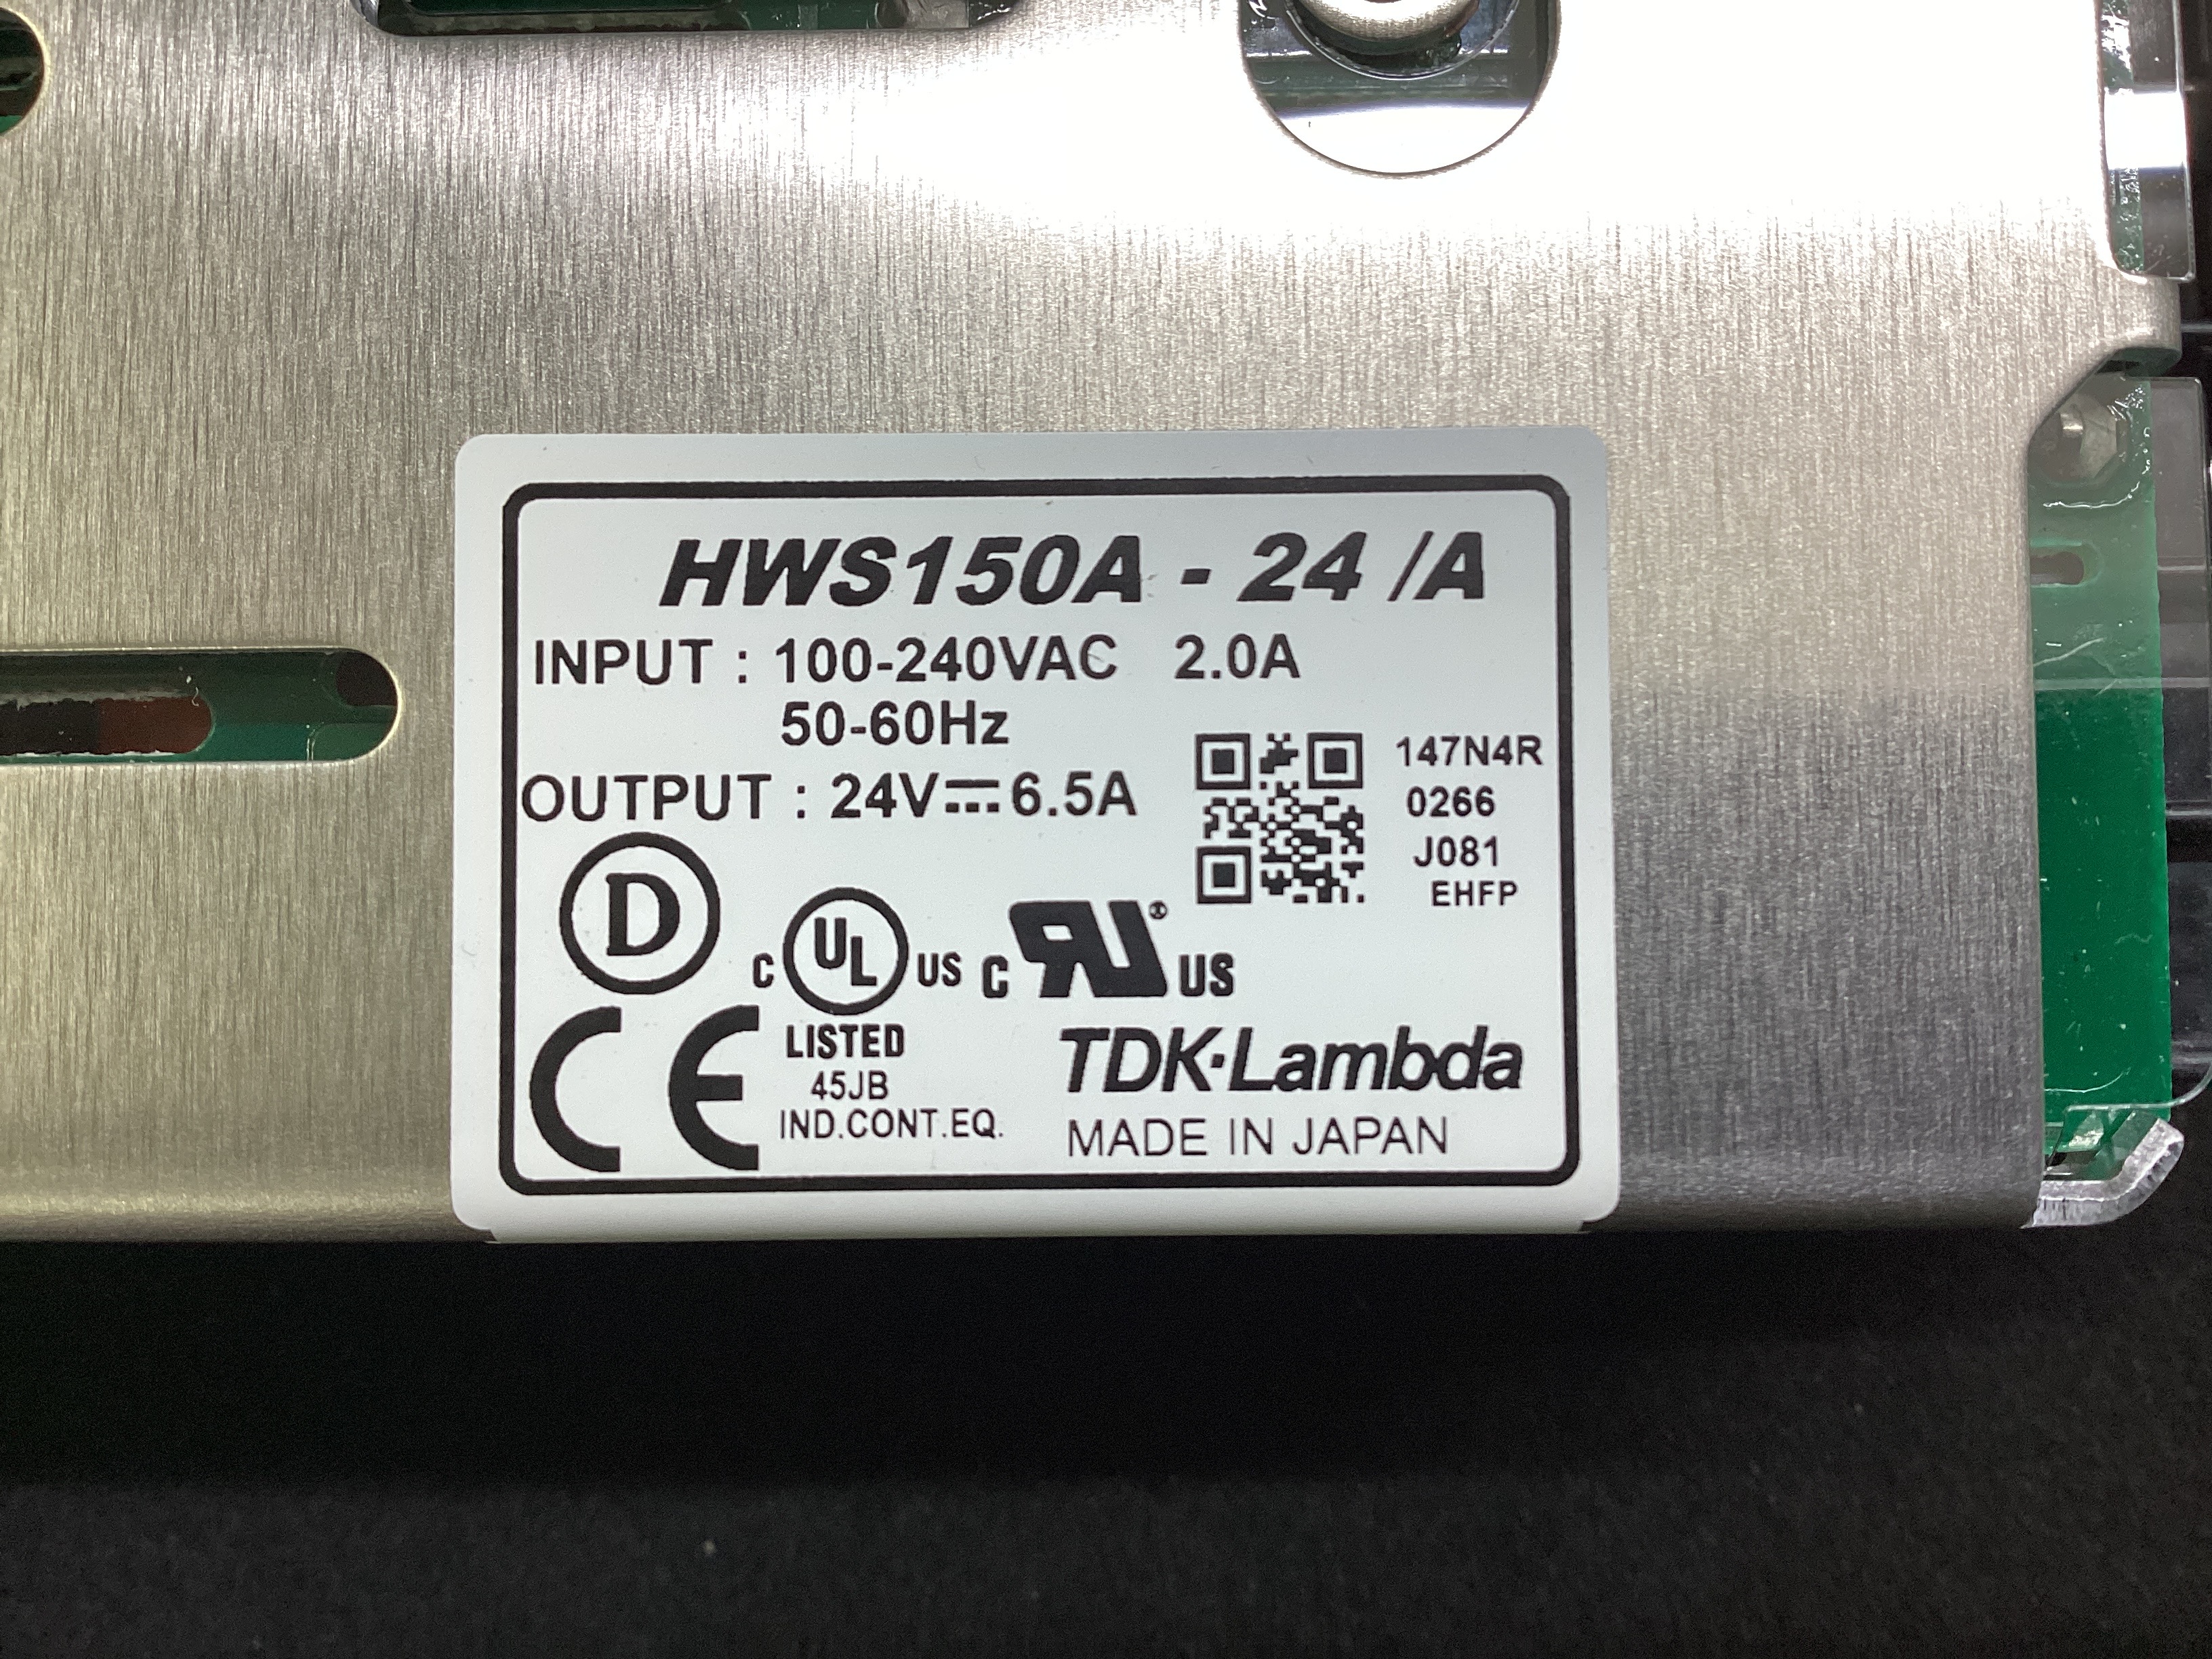 HWS150A - 24 /A
INPUT : 100-240VAC 2.0A
50-60Hz
OUTPUT : 24V⎓6.5A
147N4R
0266
J081
EHFP
D
C UL US
C RU® US
CE
LISTED
45JB
IND.CONT.EQ.
TDK·Lambda
MADE IN JAPAN